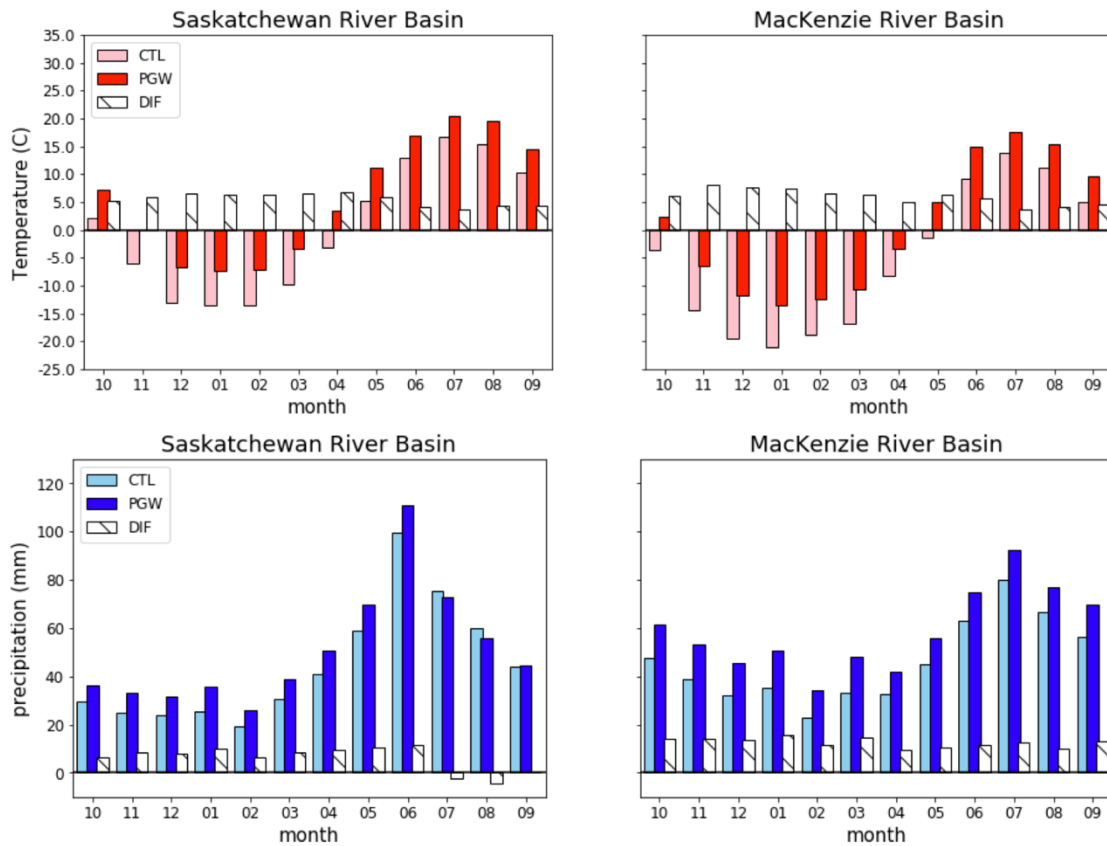 Saskatchewan River Basin
MacKenzie River Basin
35.0
30.0
25.0
20.0
15.0
10.0
5.0
0.0
-5.0
-10.0
-15.0
-20.0
-25.0
Temperature (C)
CTL
PGW
DIF
10 11 12 01 02 03 04 05 06 07 08 09
10 11 12 01 02 03 04 05 06 07 08 09
month
month
Saskatchewan River Basin
MacKenzie River Basin
120
100
80
60
40
20
0
precipitation (mm)
CTL
PGW
DIF
10 11 12 01 02 03 04 05 06 07 08 09
10 11 12 01 02 03 04 05 06 07 08 09
month
month